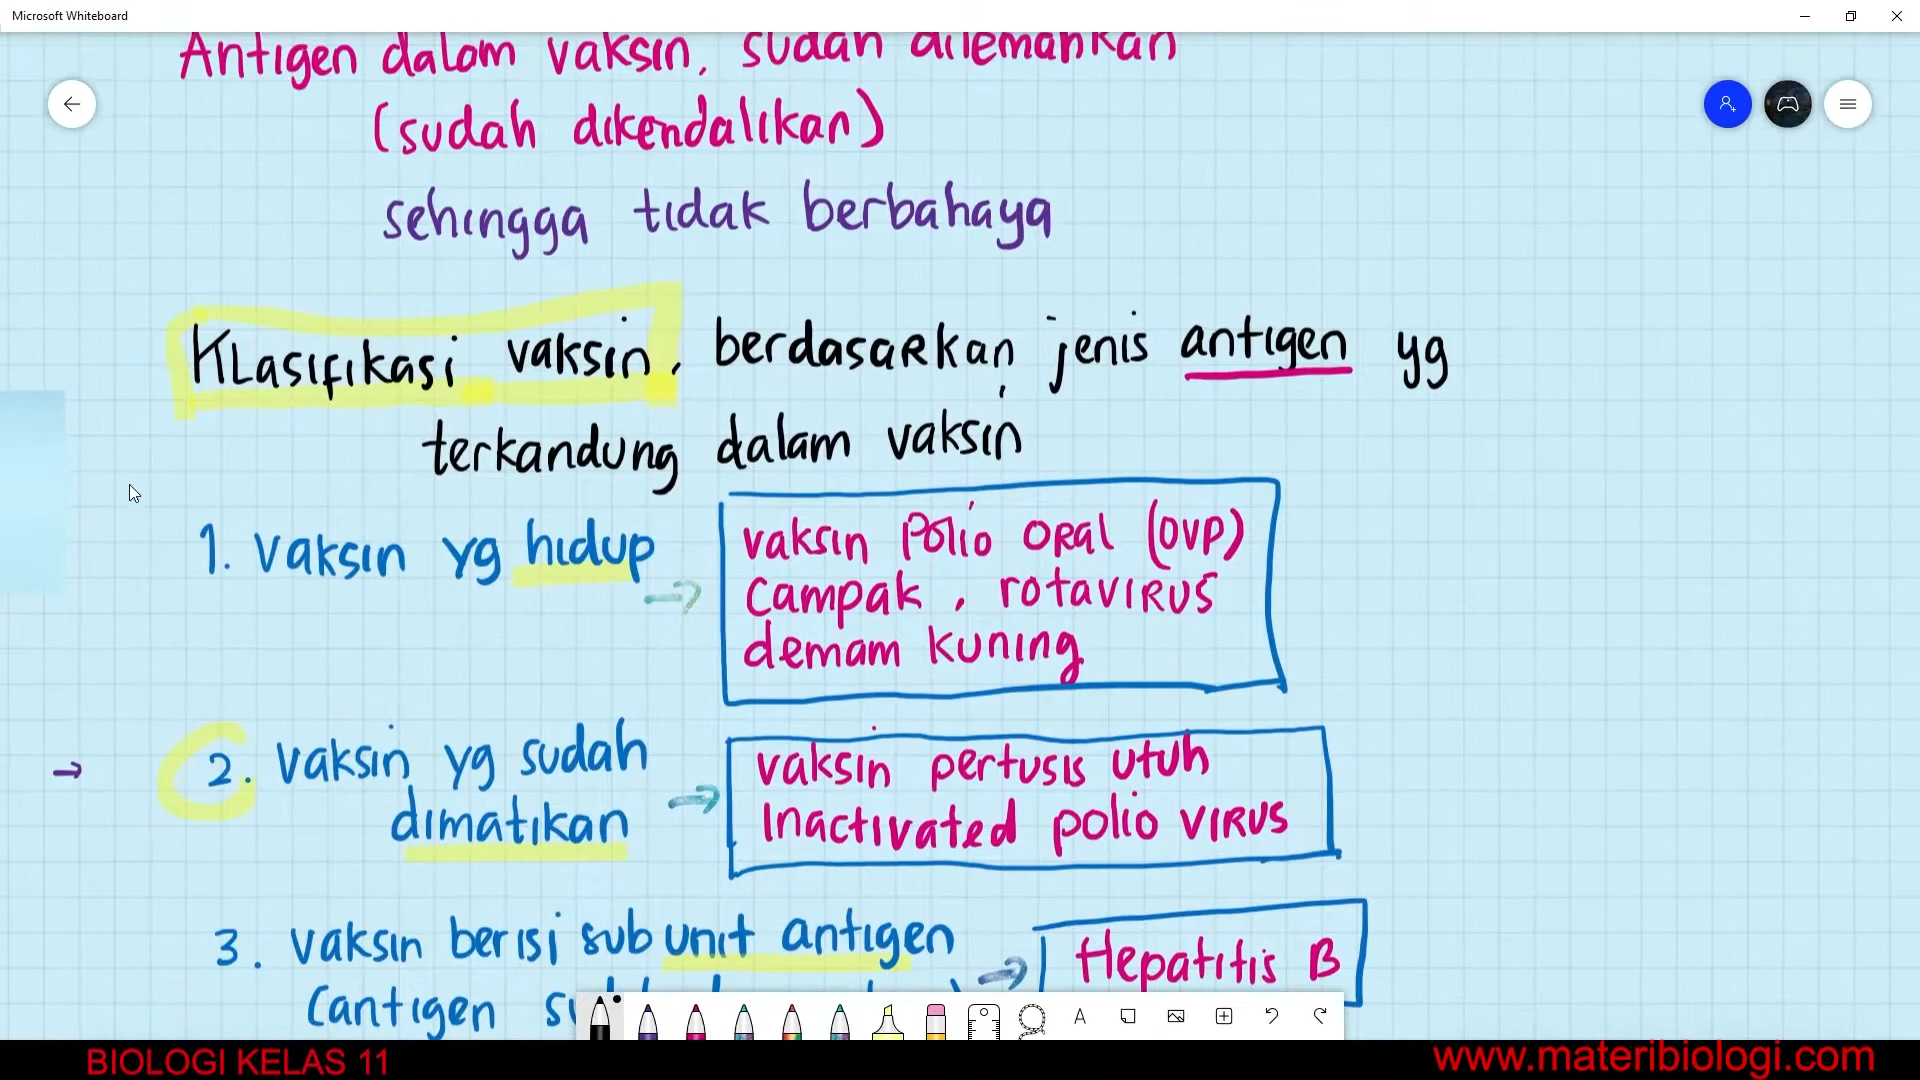 Microsoft Whiteboard
Antigen dalam vaksin, sudah dilemahkan
(sudah dikendalikan)
sehingga tidak berbahaya
Klasifikasi vaksin, berdasarkan jenis antigen yg
terkandung dalam vaksin
1. vaksin yg hidup
vaksin Polio ORal (OVP)
campak, rotavirus
demam kuning
→ 2. vaksin yg sudah
dimatikan
vaksin pertusis utuh
Inactivated polio virus
3. vaksin berisi sub unit antigen
Hepatitis B
(antigen
BIOLOGI KELAS 11
www.materibiologi.com